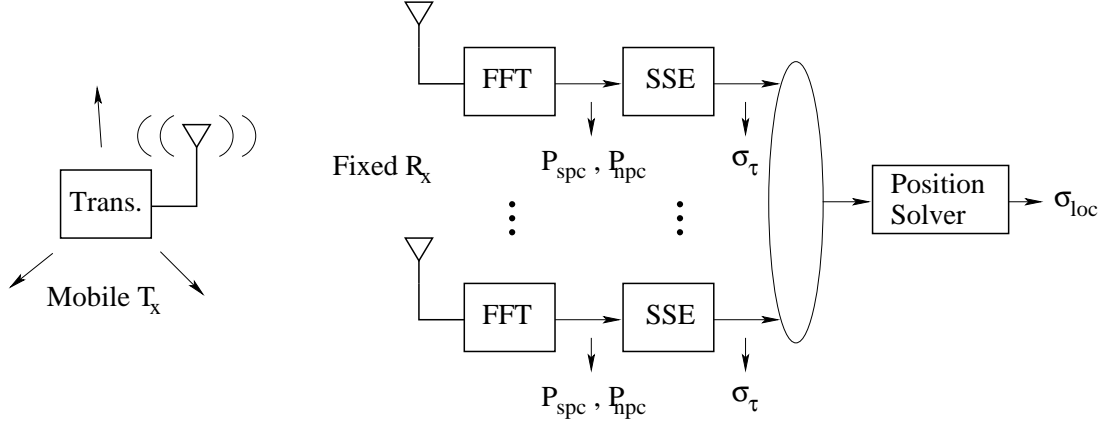 FFT
SSE
P_spc , P_npc
σ_τ
Fixed R_x
Trans.
Mobile T_x
Position
Solver
σ_loc
FFT
SSE
P_spc , P_npc
σ_τ